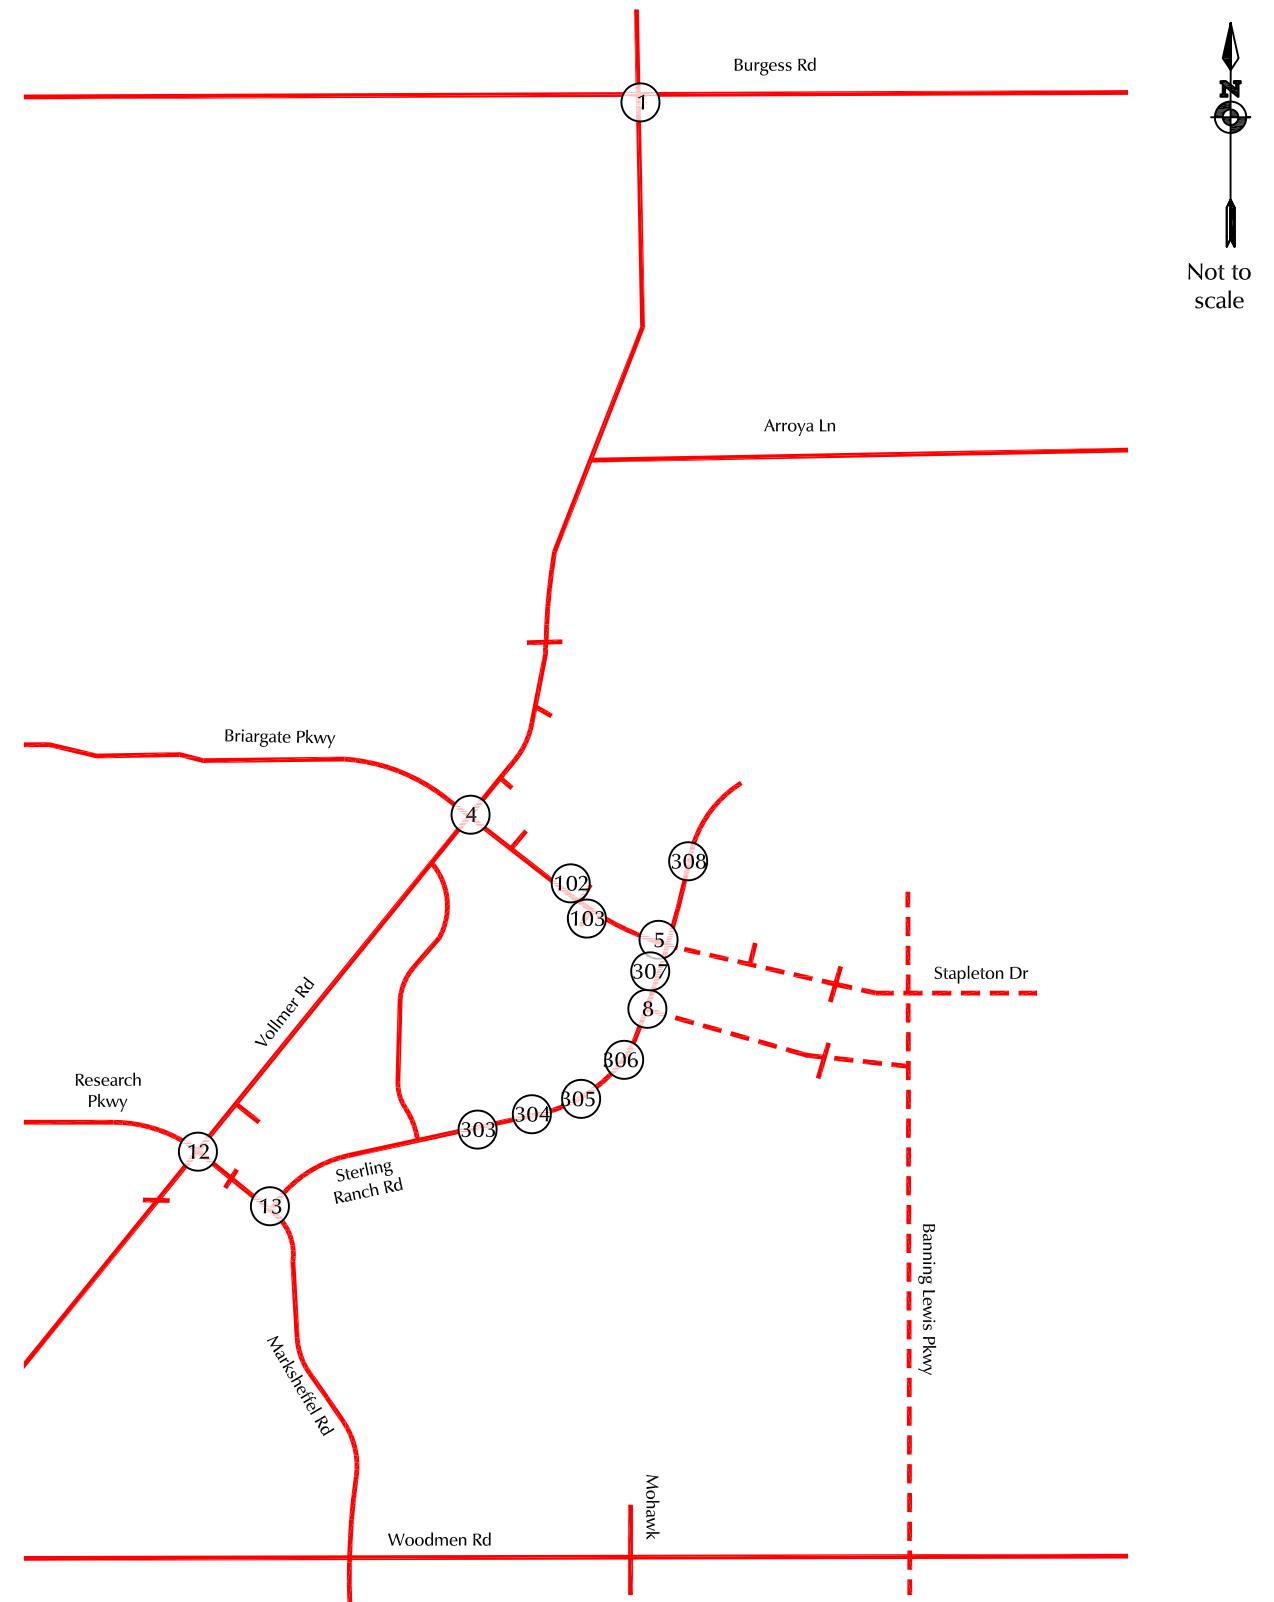 Burgess Rd
N
1
Not to
scale
Arroya Ln
Briargate Pkwy
4
308
102
103
5
307
Stapleton Dr
8
Vollmer Rd
306
Research
Pkwy
305
304
303
12
Sterling
Ranch Rd
13
Banning Lewis Pkwy
Marksheffel Rd
Mohawk
Woodmen Rd